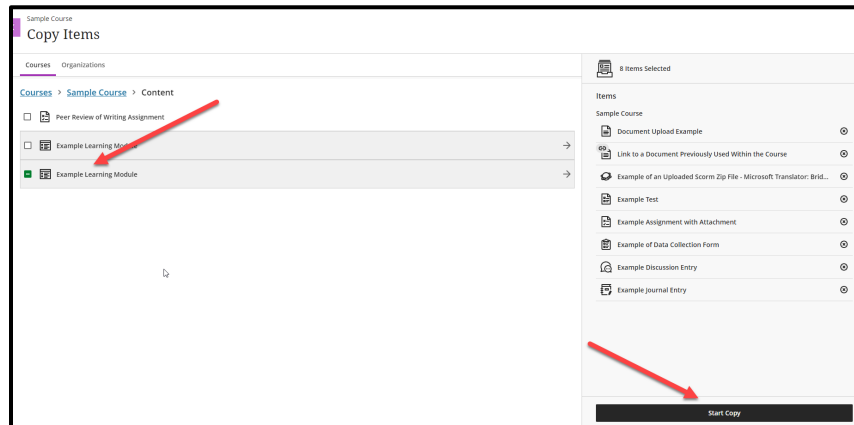 Sample Course
Copy Items
Courses Organizations
Courses > Sample Course > Content
Peer Review of Writing Assignment
Example Learning Module
Example Learning Module
8 Items Selected
Items
Sample Course
Document Upload Example
Link to a Document Previously Used Within the Course
Example of an Uploaded Scorm Zip File - Microsoft Translator: Brid...
Example Test
Example Assignment with Attachment
Example of Data Collection Form
Example Discussion Entry
Example Journal Entry
Start Copy